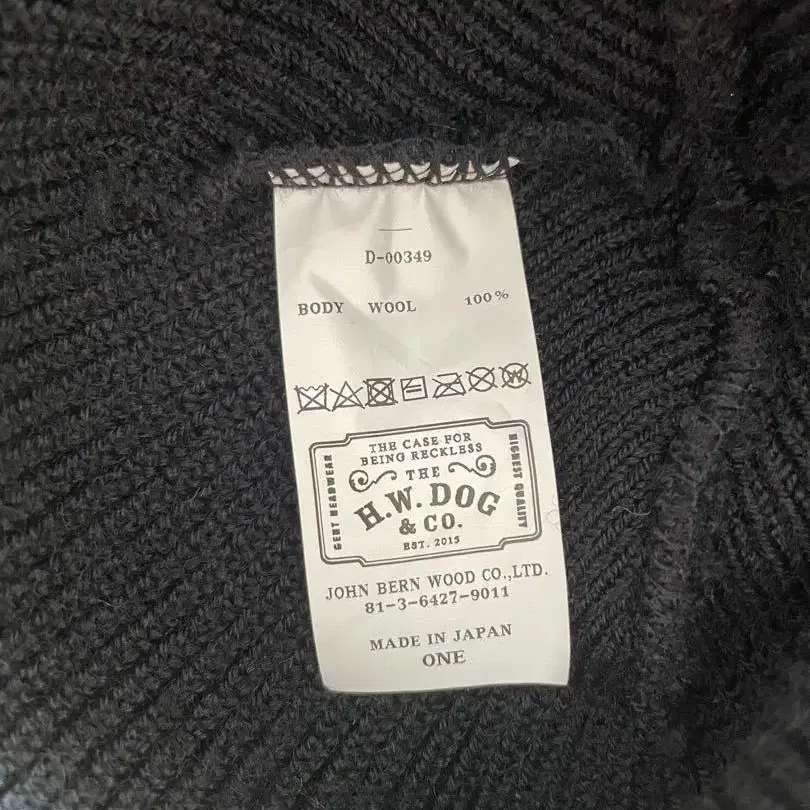 D-00349
BODY WOOL 100%
THE CASE FOR
BEING RECKLESS
THE
H.W. DOG
& CO.
EST. 2015
GENT HEADWEAR
HIGHEST QUALITY
JOHN BERN WOOD CO.,LTD.
81-3-6427-9011
MADE IN JAPAN
ONE